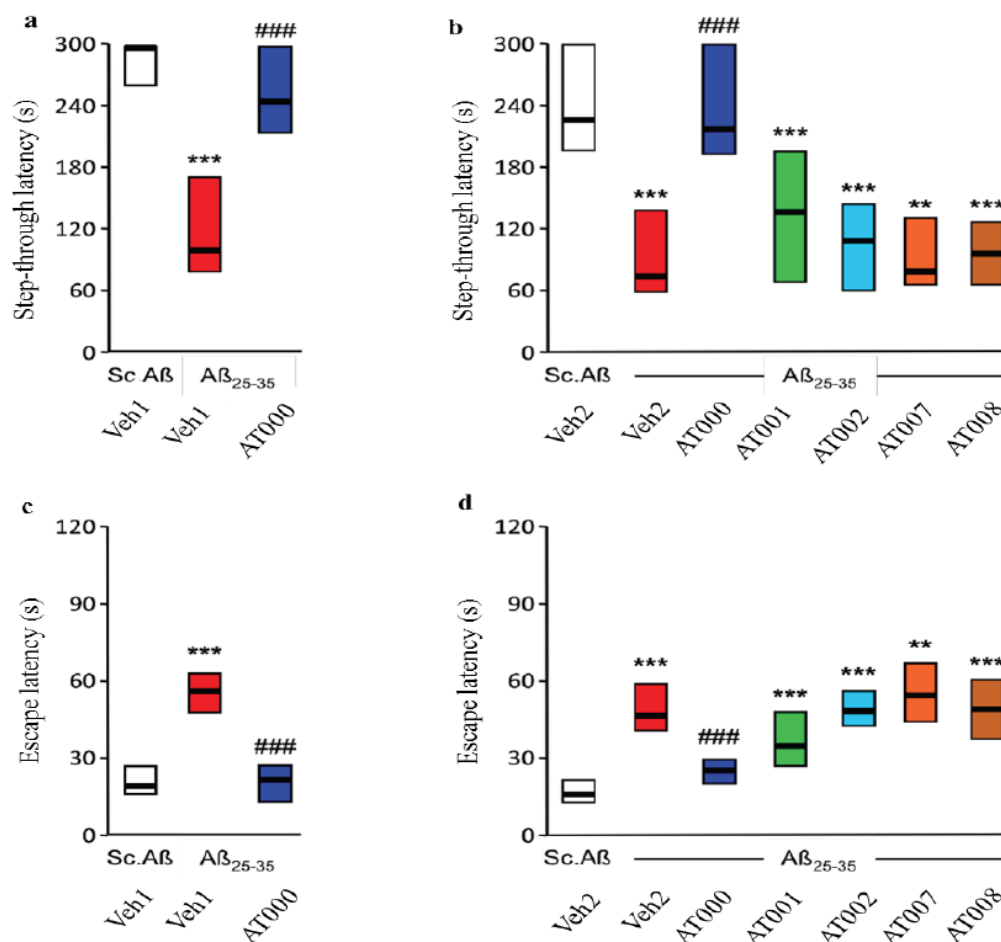 a
Step-through latency (s)
300
240
180
120
60
0
***
###
Sc.Aß
Aß25-35
Veh1
Veh1
AT000
b
Step-through latency (s)
300
240
180
120
60
0
***
###
***
***
**
***
Sc.Aß
Aß25-35
Veh2
Veh2
AT000
AT001
AT002
AT007
AT008
c
Escape latency (s)
120
90
60
30
0
***
###
Sc.Aß
Aß25-35
Veh1
Veh1
AT000
d
Escape latency (s)
120
90
60
30
0
***
###
***
***
**
***
Sc.Aß
Aß25-35
Veh2
Veh2
AT000
AT001
AT002
AT007
AT008